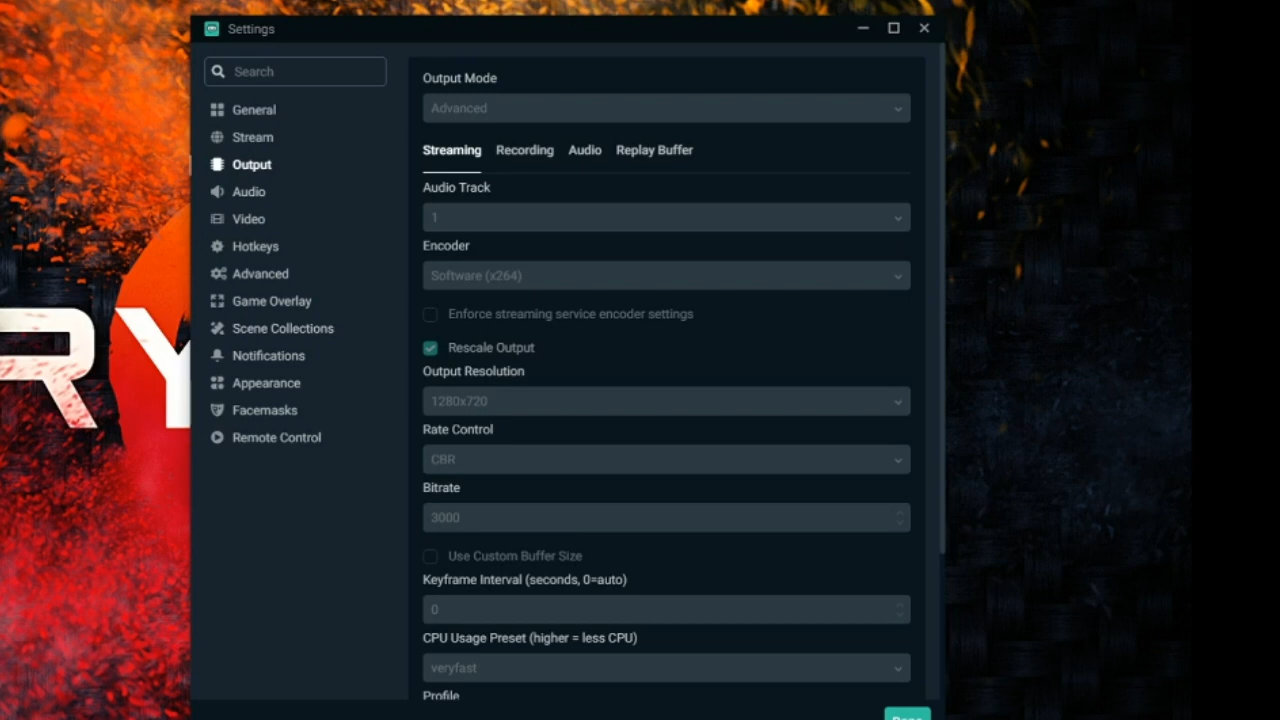 Settings
Search
General
Stream
Output
Audio
Video
Hotkeys
Advanced
Game Overlay
Scene Collections
Notifications
Appearance
Facemasks
Remote Control
Output Mode
Advanced
Streaming Recording Audio Replay Buffer
Audio Track
1
Encoder
Software (x264)
Enforce streaming service encoder settings
Rescale Output
Output Resolution
1280x720
Rate Control
CBR
Bitrate
3000
Use Custom Buffer Size
Keyframe Interval (seconds, 0=auto)
0
CPU Usage Preset (higher = less CPU)
veryfast
Profile
Done
RY